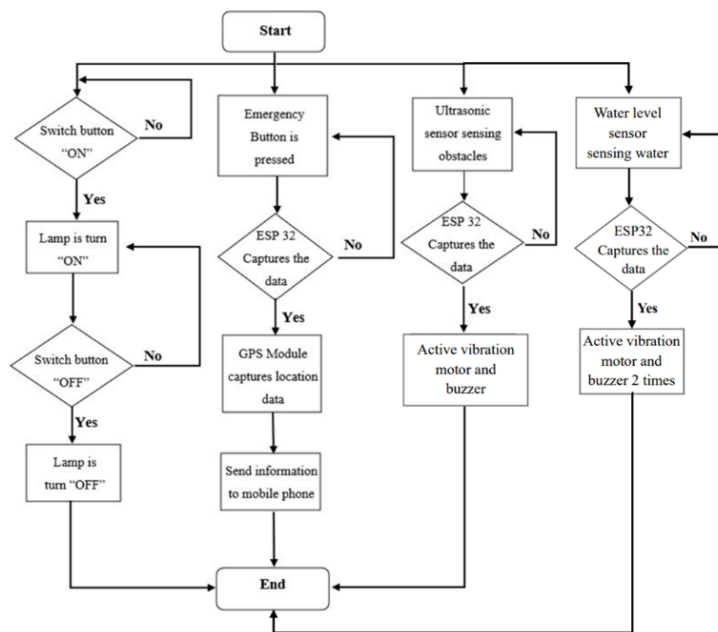 Start
Switch button
“ON”
No
Yes
Lamp is turn
“ON”
Switch button
“OFF”
No
Yes
Lamp is
turn “OFF”
Emergency
Button is
pressed
ESP 32
Captures the
data
No
Yes
GPS Module
captures location
data
Send information
to mobile phone
Ultrasonic
sensor sensing
obstacles
ESP 32
Captures the
data
No
Yes
Active vibration
motor and
buzzer
Water level
sensor
sensing water
ESP32
Captures the
data
No
Yes
Active vibration
motor and
buzzer 2 times
End